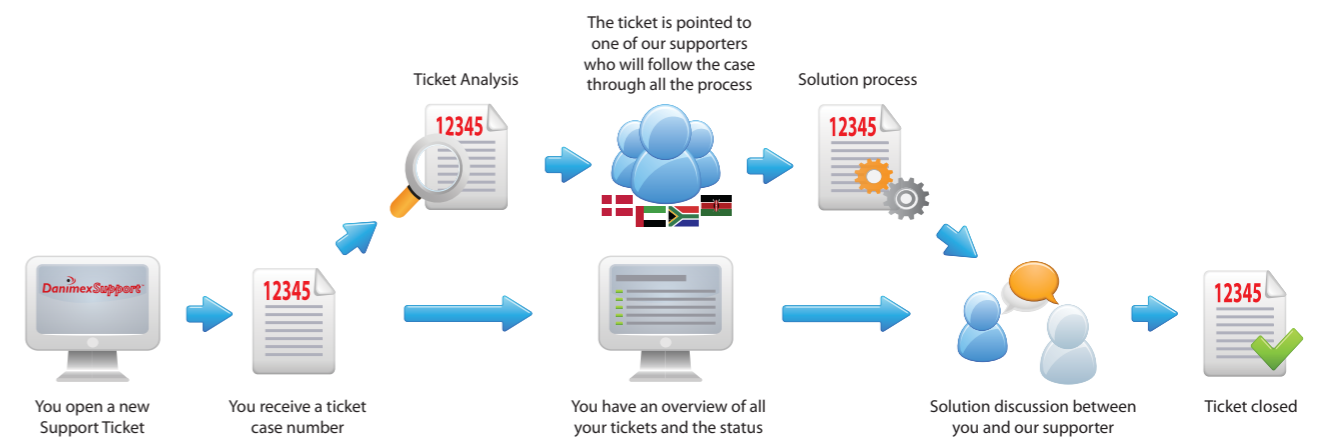 The ticket is pointed to
one of our supporters
who will follow the case
through all the process
Ticket Analysis
Solution process
12345
12345
DanimexSupport
12345
12345
You open a new
Support Ticket
You receive a ticket
case number
You have an overview of all
your tickets and the status
Solution discussion between
you and our supporter
Ticket closed